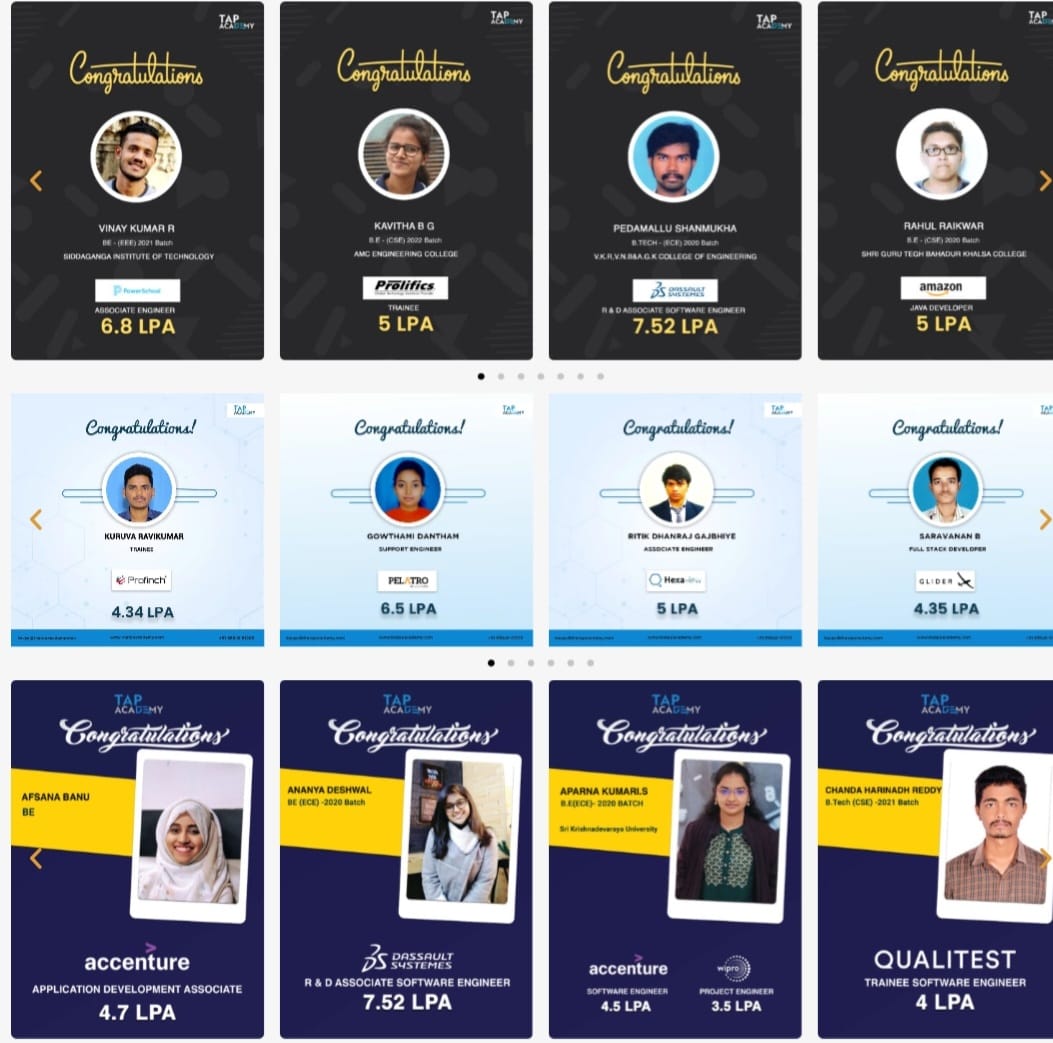 TAP
ACADEMY
Congratulations
VINAY KUMAR R
BE - (EEE) 2021 Batch
SIDDAGANGA INSTITUTE OF TECHNOLOGY
PowerSchool
ASSOCIATE ENGINEER
6.8 LPA
TAP
ACADEMY
Congratulations
KAVITHA B G
B.E - (CSE) 2022 Batch
AMC ENGINEERING COLLEGE
Prolifics
TRAINEE
5 LPA
TAP
ACADEMY
Congratulations
PEDAMALLU SHANMUKHA
B.TECH - (ECE) 2020 Batch
V.K.R,V.N.B&A.G.K COLLEGE OF ENGINEERING
DASSAULT
SYSTEMES
R & D ASSOCIATE SOFTWARE ENGINEER
7.52 LPA
TAP
ACADEM
Congratulations
RAHUL RAIKWAR
B.E - (CSE) 2020 Batch
SHRI GURU TEGH BAHADUR KHALSA COLLEGE
amazon
JAVA DEVELOPER
5 LPA
TAP
ACADEMY
Congratulations!
KURUVA RAVIKUMAR
TRAINEE
Profinch
4.34 LPA
TAP
ACADEMY
Congratulations!
GOWTHAMI DANTHAM
SUPPORT ENGINEER
PELATRO
6.5 LPA
TAP
ACADEMY
Congratulations!
RITIK DHANRAJ GAJBHIYE
ASSOCIATE ENGINEER
Hexa
5 LPA
TAP
Congratulations!
SARAVANAN B
FULL STACK DEVELOPER
GLIDER
4.35 LPA
TAP
ACADEMY
Congratulations
AFSANA BANU
BE
accenture
APPLICATION DEVELOPMENT ASSOCIATE
4.7 LPA
TAP
ACADEMY
Congratulations
ANANYA DESHWAL
BE (ECE) -2020 Batch
DASSAULT
SYSTEMES
R & D ASSOCIATE SOFTWARE ENGINEER
7.52 LPA
TAP
ACADEMY
Congratulations
APARNA KUMARI.S
B.E(ECE)- 2020 BATCH
Sri Krishnadevaraya University
accenture
SOFTWARE ENGINEER
4.5 LPA
wipro
PROJECT ENGINEER
3.5 LPA
TAP
ACADEMY
Congratulations
CHANDA HARINADH REDDY
B.Tech (CSE) -2021 Batch
QUALITEST
TRAINEE SOFTWARE ENGINEER
4 LPA